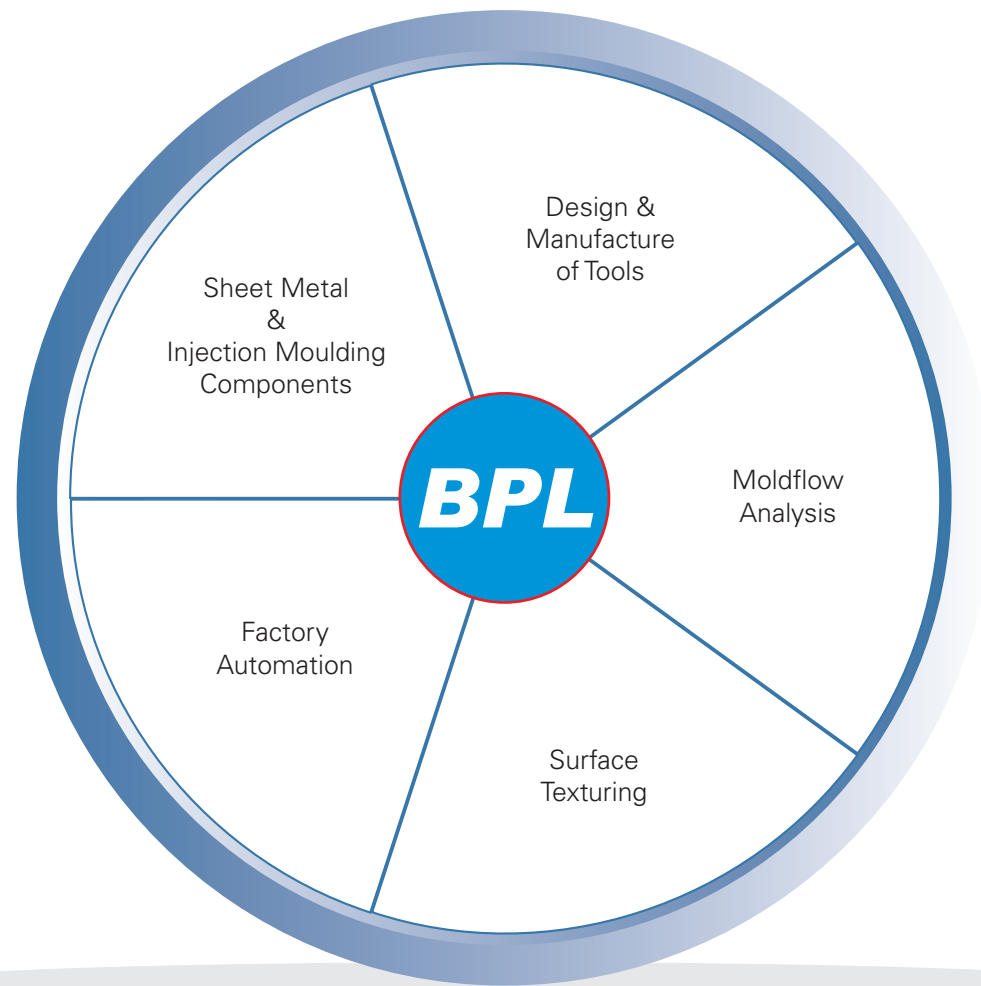 Design &
Manufacture
of Tools
Sheet Metal
&
Injection Moulding
Components
BPL
Moldflow
Analysis
Factory
Automation
Surface
Texturing